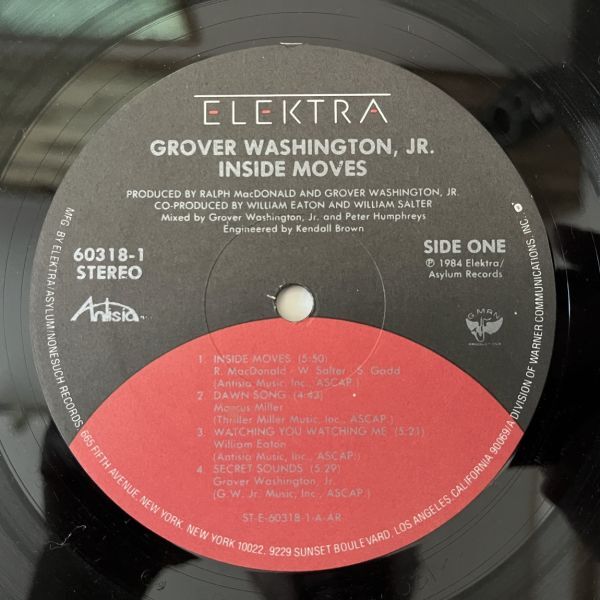 ELEKTRA
GROVER WASHINGTON, JR.
INSIDE MOVES
PRODUCED BY RALPH MacDONALD AND GROVER WASHINGTON, JR.
CO-PRODUCED BY WILLIAM EATON AND WILLIAM SALTER
Mixed by Grover Washington, Jr. and Peter Humphreys
Engineered by Kendall Brown
60318-1
STEREO
SIDE ONE
℗ 1984 Elektra/
Asylum Records
Antisia
G-MAN
1. INSIDE MOVES (5:50)
R. MacDonald - W. Salter - S. Gadd
(Antisia Music, Inc., ASCAP.)
2. DAWN SONG (4:43)
Marcus Miller
(Thriller Miller Music, Inc., ASCAP.)
3. WATCHING YOU WATCHING ME (5:21)
William Eaton
(Antisia Music, Inc., ASCAP.)
4. SECRET SOUNDS (5:29)
Grover Washington, Jr.
(G.W. Jr. Music, Inc., ASCAP.)
ST-E-60318-1-A-AR
MFG. BY ELEKTRA/ASYLUM/NONESUCH RECORDS, 665 FIFTH AVENUE, NEW YORK, NEW YORK 10022. 9229 SUNSET BOULEVARD, LOS ANGELES, CALIFORNIA 90069/A DIVISION OF WARNER COMMUNICATIONS, INC.